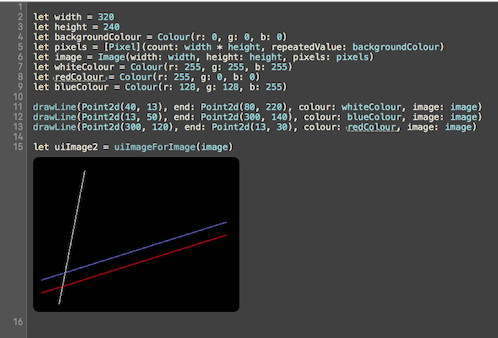 1
2 let width = 320
3 let height = 240
4 let backgroundColour = Colour(r: 0, g: 0, b: 0)
5 let pixels = [Pixel](count: width * height, repeatedValue: backgroundColour)
6 let image = Image(width: width, height: height, pixels: pixels)
7 let whiteColour = Colour(r: 255, g: 255, b: 255)
8 let redColour = Colour(r: 255, g: 0, b: 0)
9 let blueColour = Colour(r: 128, g: 128, b: 255)
10
11 drawLine(Point2d(40, 13), end: Point2d(80, 220), colour: whiteColour, image: image)
12 drawLine(Point2d(13, 50), end: Point2d(300, 140), colour: blueColour, image: image)
13 drawLine(Point2d(300, 120), end: Point2d(13, 30), colour: redColour, image: image)
14
15 let uiImage2 = uiImageForImage(image)
16